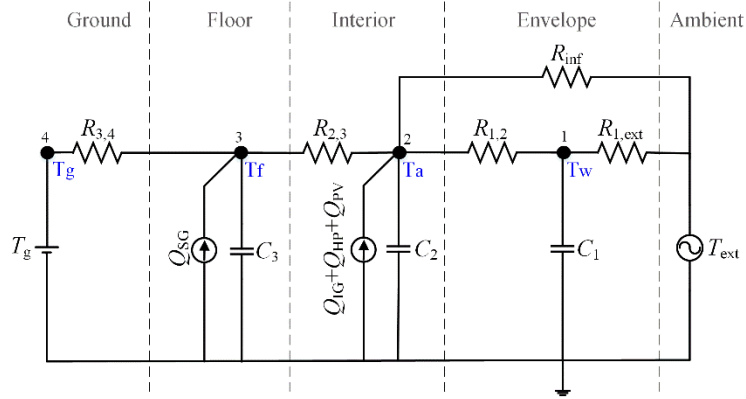 Ground Floor Interior Envelope Ambient
R_inf
4 R_3,4 3 R_2,3 2 R_1,2 1 R_1,ext
Tg Tf Ta Tw
T_g Q_SG C_3 Q_IG+Q_HP+Q_PV C_2 C_1 T_ext